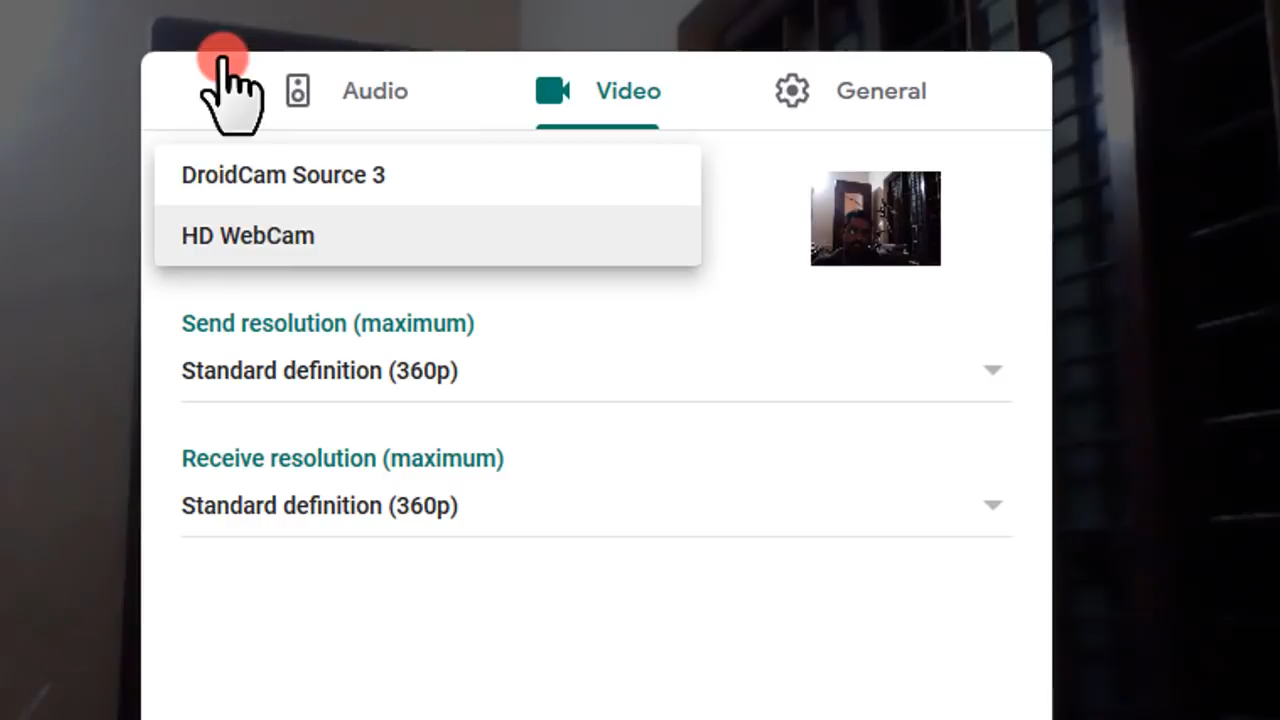 Audio
Video
General
DroidCam Source 3
HD WebCam
Send resolution (maximum)
Standard definition (360p)
Receive resolution (maximum)
Standard definition (360p)